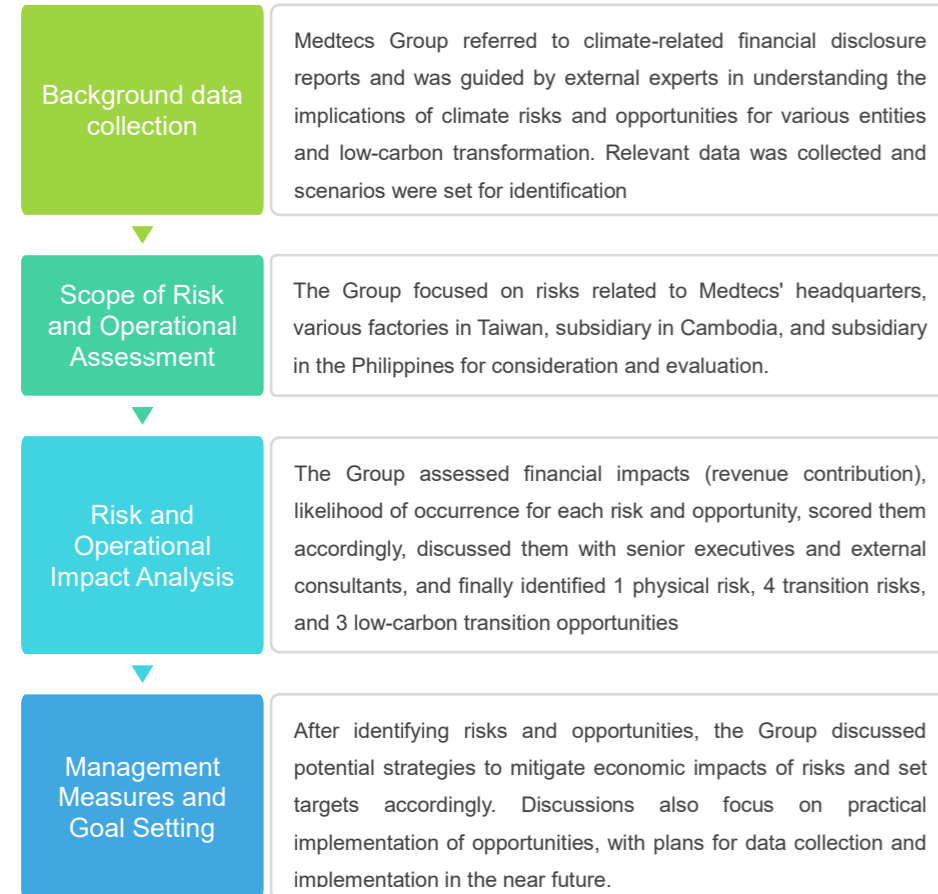 Background data
collection
Medtecs Group referred to climate-related financial disclosure
reports and was guided by external experts in understanding the
implications of climate risks and opportunities for various entities
and low-carbon transformation. Relevant data was collected and
scenarios were set for identification
Scope of Risk
and Operational
Assessment
The Group focused on risks related to Medtecs' headquarters,
various factories in Taiwan, subsidiary in Cambodia, and subsidiary
in the Philippines for consideration and evaluation.
Risk and
Operational
Impact Analysis
The Group assessed financial impacts (revenue contribution),
likelihood of occurrence for each risk and opportunity, scored them
accordingly, discussed them with senior executives and external
consultants, and finally identified 1 physical risk, 4 transition risks,
and 3 low-carbon transition opportunities
Management
Measures and
Goal Setting
After identifying risks and opportunities, the Group discussed
potential strategies to mitigate economic impacts of risks and set
targets accordingly. Discussions also focus on practical
implementation of opportunities, with plans for data collection and
implementation in the near future.